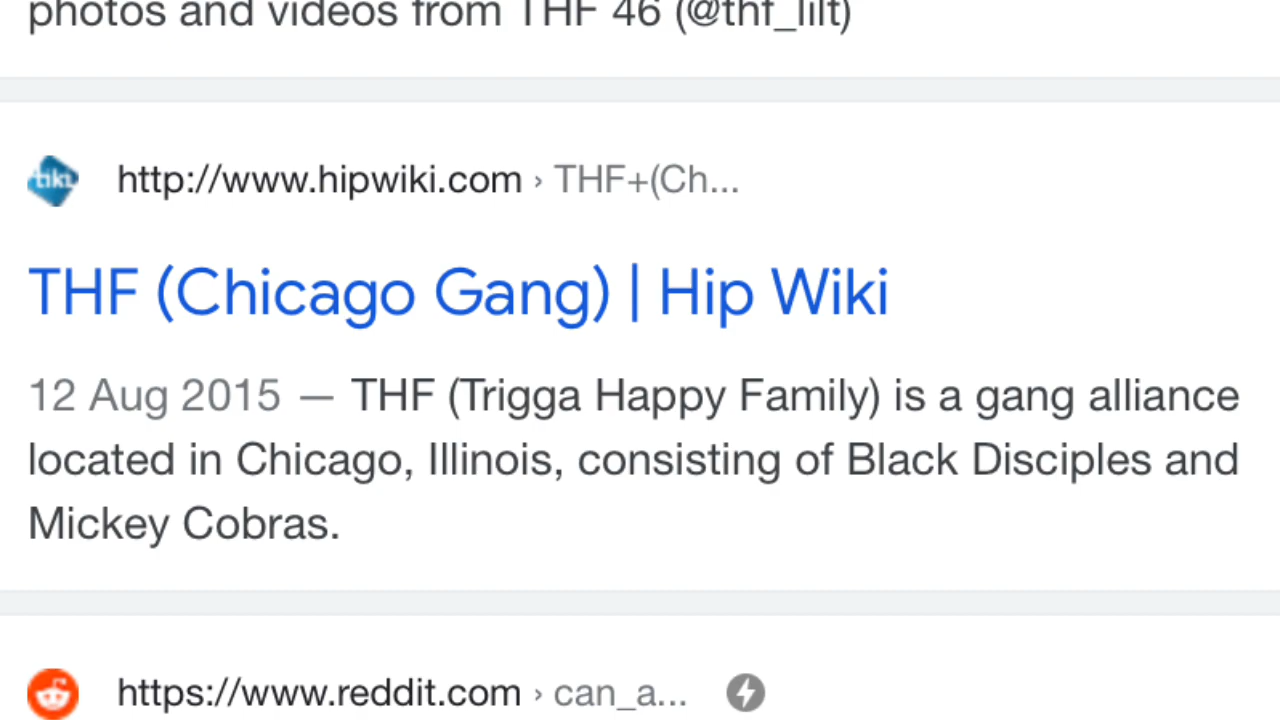 photos and videos from THF 46 (@thf_lilt)
tiki
http://www.hipwiki.com › THF+(Ch...
THF (Chicago Gang) | Hip Wiki
12 Aug 2015 — THF (Trigga Happy Family) is a gang alliance
located in Chicago, Illinois, consisting of Black Disciples and
Mickey Cobras.
https://www.reddit.com › can_a...